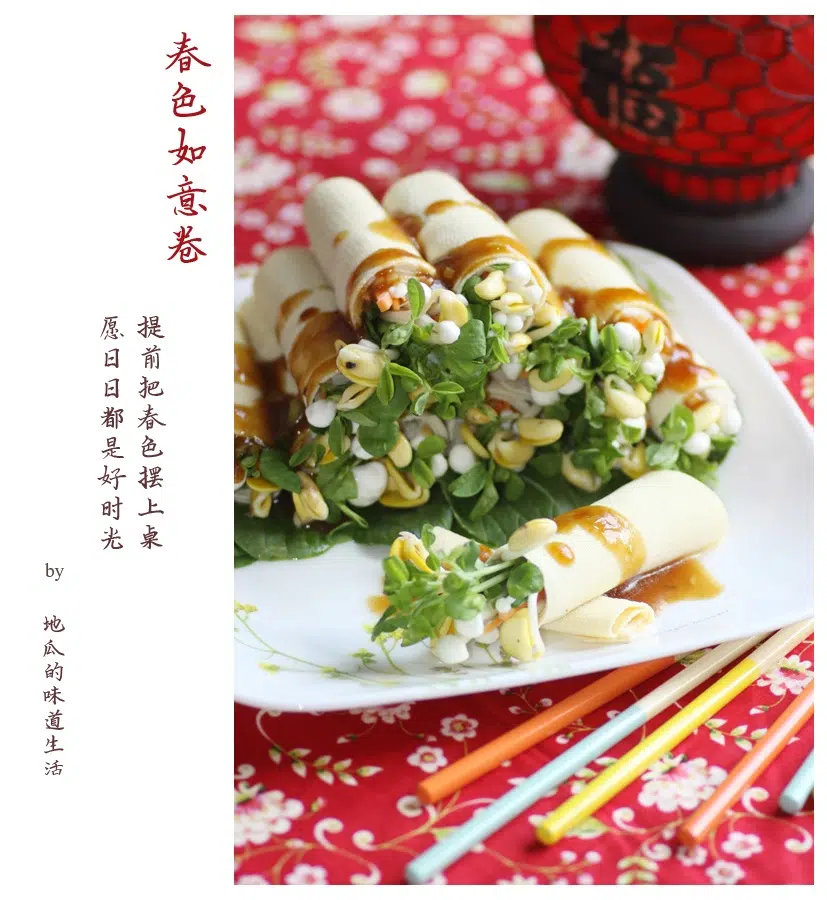 春色如意卷
提前把春色摆上桌
愿日日都是好时光
by
地瓜的味道生活